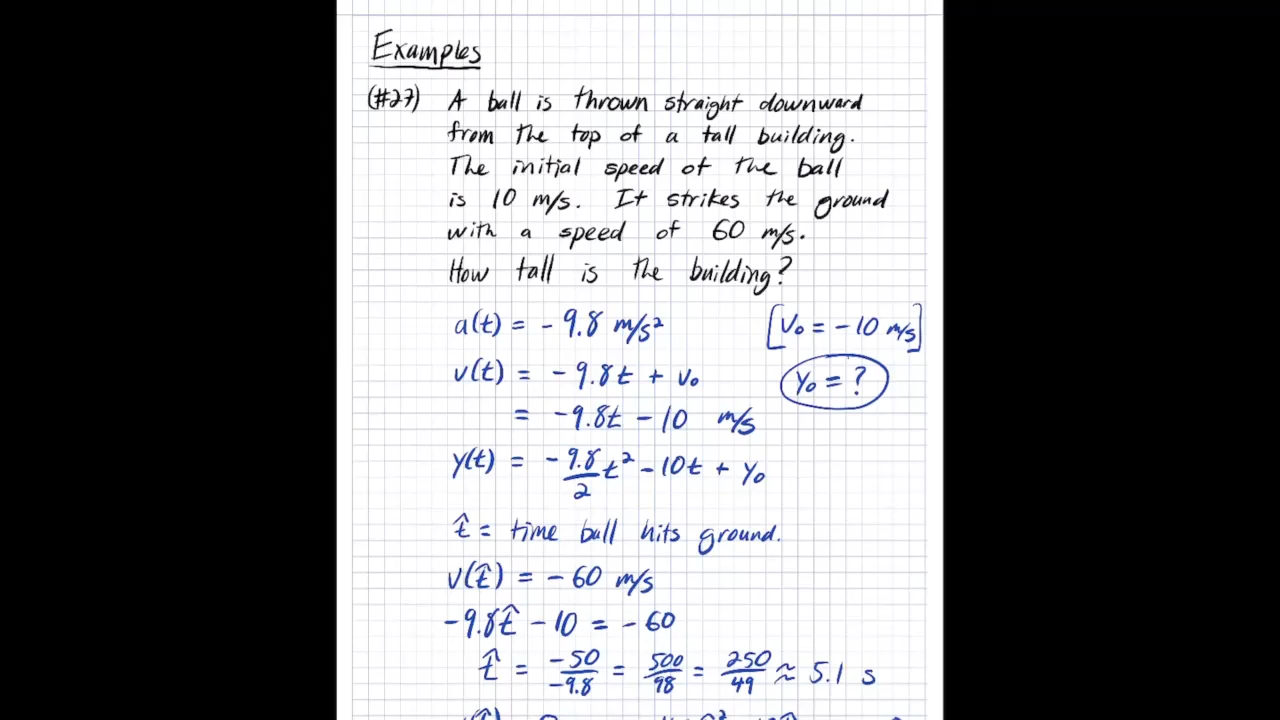 Examples
(#27) A ball is thrown straight downward
from the top of a tall building.
The initial speed of the ball
is 10 m/s. It strikes the ground
with a speed of 60 m/s.
How tall is the building?
a(t) = - 9.8 m/s² [v₀ = - 10 m/s]
v(t) = - 9.8t + v₀ y₀ = ?
= -9.8t - 10 m/s
y(t) = - 9.8/2 t² - 10t + y₀
t̂ = time ball hits ground.
v(t̂) = - 60 m/s
-9.8t̂ - 10 = - 60
t̂ = -50/-9.8 = 500/98 = 250/49 ≈ 5.1 s